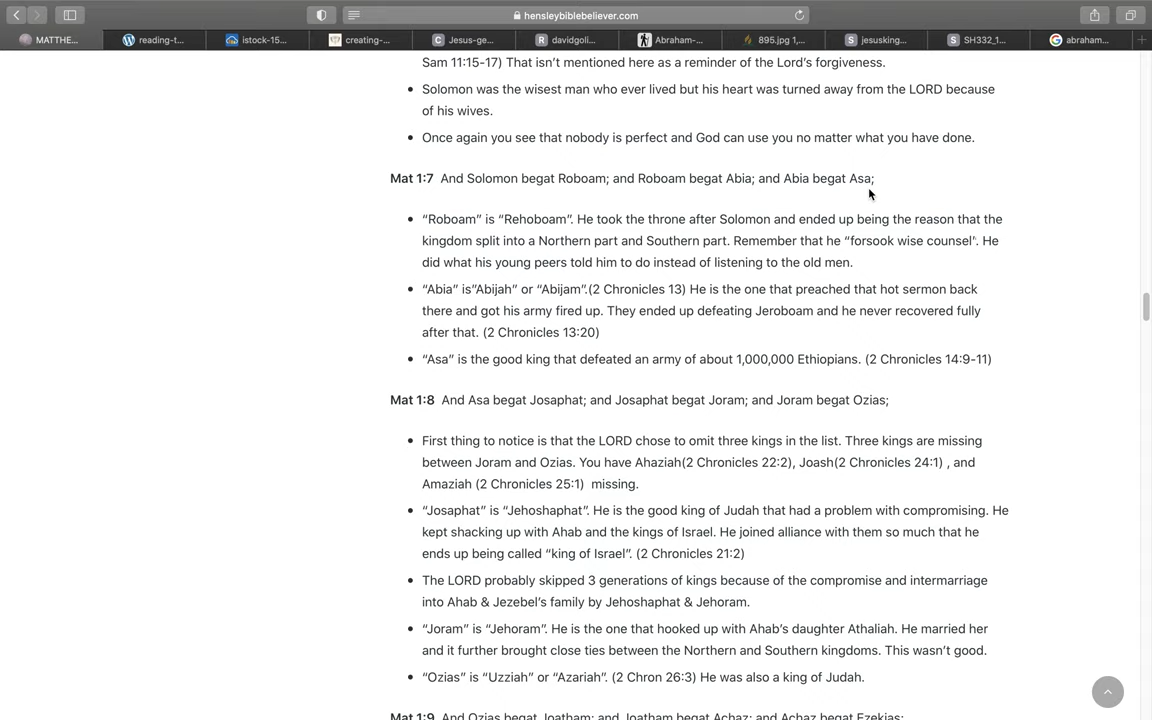 hensleybiblebeliever.com
MATTHE...
reading-t...
istock-15...
creating-...
Jesus-ge...
davidgoli...
Abraham-...
895.jpg 1,...
jesusking...
SH332_1...
abraham...
Sam 11:15-17) That isn’t mentioned here as a reminder of the Lord’s forgiveness.
• Solomon was the wisest man who ever lived but his heart was turned away from the LORD because
of his wives.
• Once again you see that nobody is perfect and God can use you no matter what you have done.
Mat 1:7 And Solomon begat Roboam; and Roboam begat Abia; and Abia begat Asa;
• “Roboam” is “Rehoboam”. He took the throne after Solomon and ended up being the reason that the
kingdom split into a Northern part and Southern part. Remember that he “forsook wise counsel’. He
did what his young peers told him to do instead of listening to the old men.
• “Abia” is”Abijah” or “Abijam”.(2 Chronicles 13) He is the one that preached that hot sermon back
there and got his army fired up. They ended up defeating Jeroboam and he never recovered fully
after that. (2 Chronicles 13:20)
• “Asa” is the good king that defeated an army of about 1,000,000 Ethiopians. (2 Chronicles 14:9-11)
Mat 1:8 And Asa begat Josaphat; and Josaphat begat Joram; and Joram begat Ozias;
• First thing to notice is that the LORD chose to omit three kings in the list. Three kings are missing
between Joram and Ozias. You have Ahaziah(2 Chronicles 22:2), Joash(2 Chronicles 24:1) , and
Amaziah (2 Chronicles 25:1) missing.
• “Josaphat” is “Jehoshaphat”. He is the good king of Judah that had a problem with compromising. He
kept shacking up with Ahab and the kings of Israel. He joined alliance with them so much that he
ends up being called “king of Israel”. (2 Chronicles 21:2)
• The LORD probably skipped 3 generations of kings because of the compromise and intermarriage
into Ahab & Jezebel’s family by Jehoshaphat & Jehoram.
• “Joram” is “Jehoram”. He is the one that hooked up with Ahab’s daughter Athaliah. He married her
and it further brought close ties between the Northern and Southern kingdoms. This wasn’t good.
• “Ozias” is “Uzziah” or “Azariah”. (2 Chron 26:3) He was also a king of Judah.
Mat 1:9 And Ozias begat Joatham; and Joatham begat Achaz; and Achaz begat Ezekias;